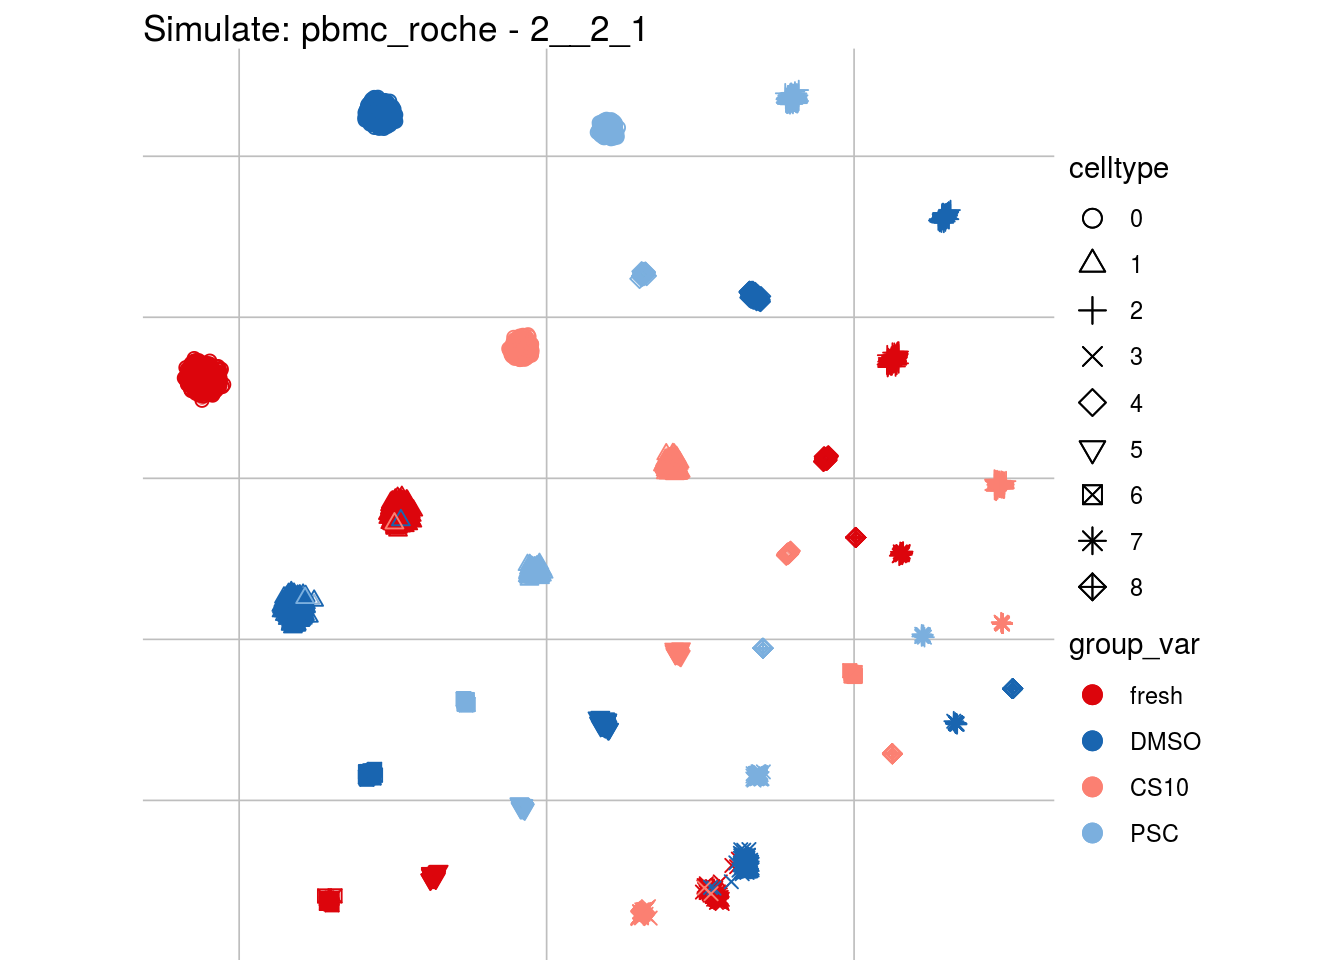 Simulate: pbmc_roche - 2__2_1
celltype
0
1
2
3
4
5
6
7
8
group_var
fresh
DMSO
CS10
PSC